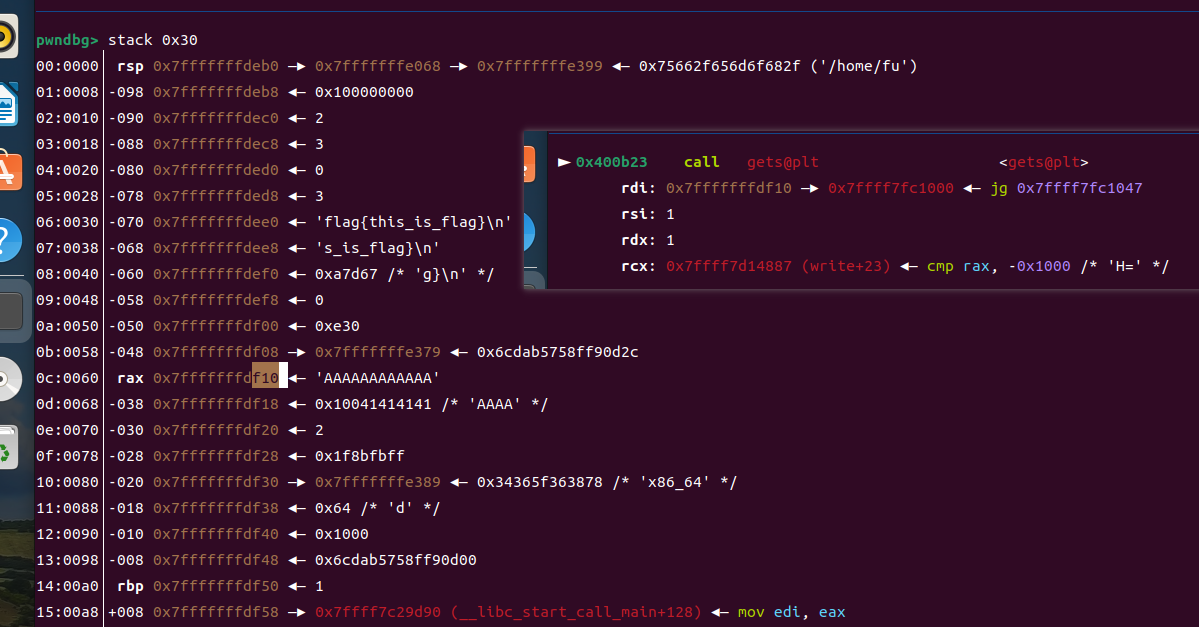 pwndbg> stack 0x30
00:0000│ rsp 0x7fffffffdeb0 —▸ 0x7fffffffe068 —▸ 0x7fffffffe399 ◂— 0x75662f656d6f682f ('/home/fu')
01:0008│-098 0x7fffffffdeb8 ◂— 0x100000000
02:0010│-090 0x7fffffffdec0 ◂— 2
03:0018│-088 0x7fffffffdec8 ◂— 3
04:0020│-080 0x7fffffffded0 ◂— 0
05:0028│-078 0x7fffffffded8 ◂— 3
06:0030│-070 0x7fffffffdee0 ◂— 'flag{this_is_flag}\n'
07:0038│-068 0x7fffffffdee8 ◂— 's_is_flag}\n'
08:0040│-060 0x7fffffffdef0 ◂— 0xa7d67 /* 'g}\n' */
09:0048│-058 0x7fffffffdef8 ◂— 0
0a:0050│-050 0x7fffffffdf00 ◂— 0xe30
0b:0058│-048 0x7fffffffdf08 —▸ 0x7fffffffe379 ◂— 0x6cdab5758ff90d2c
0c:0060│ rax 0x7fffffffdf10 ◂— 'AAAAAAAAAAAA'
0d:0068│-038 0x7fffffffdf18 ◂— 0x10041414141 /* 'AAAA' */
0e:0070│-030 0x7fffffffdf20 ◂— 2
0f:0078│-028 0x7fffffffdf28 ◂— 0x1f8bfbff
10:0080│-020 0x7fffffffdf30 —▸ 0x7fffffffe389 ◂— 0x34365f363878 /* 'x86_64' */
11:0088│-018 0x7fffffffdf38 ◂— 0x64 /* 'd' */
12:0090│-010 0x7fffffffdf40 ◂— 0x1000
13:0098│-008 0x7fffffffdf48 ◂— 0x6cdab5758ff90d00
14:00a0│ rbp 0x7fffffffdf50 ◂— 1
15:00a8│+008 0x7fffffffdf58 —▸ 0x7ffff7c29d90 (__libc_start_call_main+128) ◂— mov edi, eax
► 0x400b23 call gets@plt <gets@plt>
rdi: 0x7fffffffdf10 —▸ 0x7ffff7fc1000 ◂— jg 0x7ffff7fc1047
rsi: 1
rdx: 1
rcx: 0x7ffff7d14887 (write+23) ◂— cmp rax, -0x1000 /* 'H=' */